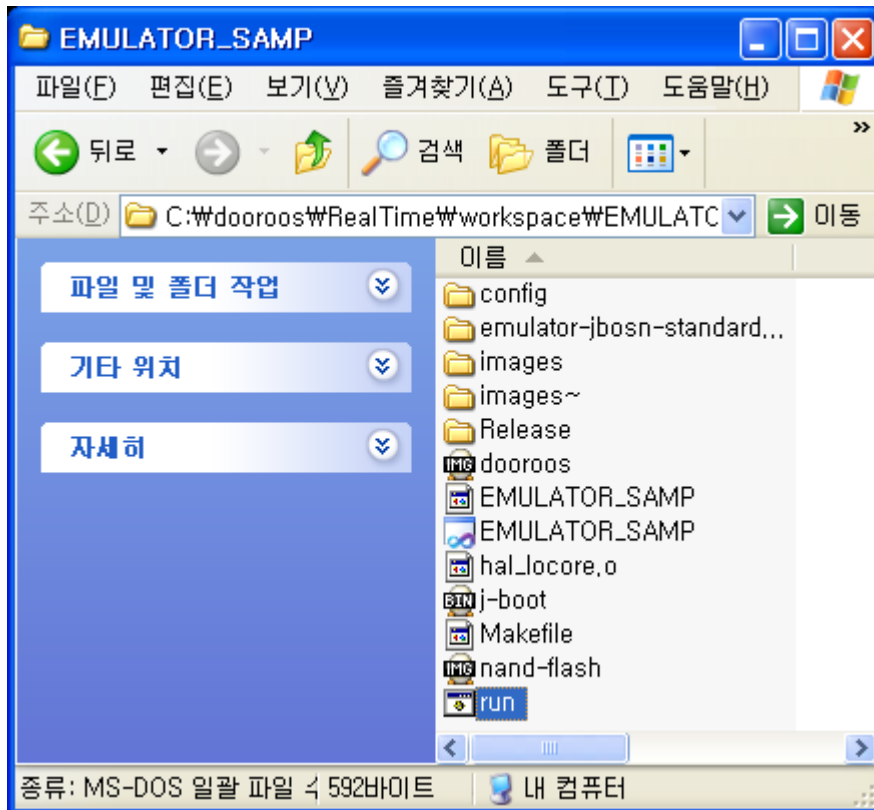 EMULATOR_SAMP
파일(F) 편집(E) 보기(V) 즐겨찾기(A) 도구(T) 도움말(H)
뒤로 검색 폴더 »
주소(D) C:₩dooroos₩RealTime₩workspace₩EMULATC 이동
이름
파일 및 폴더 작업
기타 위치
자세히
config
emulator-jbosn-standard,...
images
images~
Release
IMG dooroos
EMULATOR_SAMP
EMULATOR_SAMP
hal_locore,o
BIN j-boot
Makefile
IMG nand-flash
run
종류: MS-DOS 일괄 파일 592바이트 내 컴퓨터